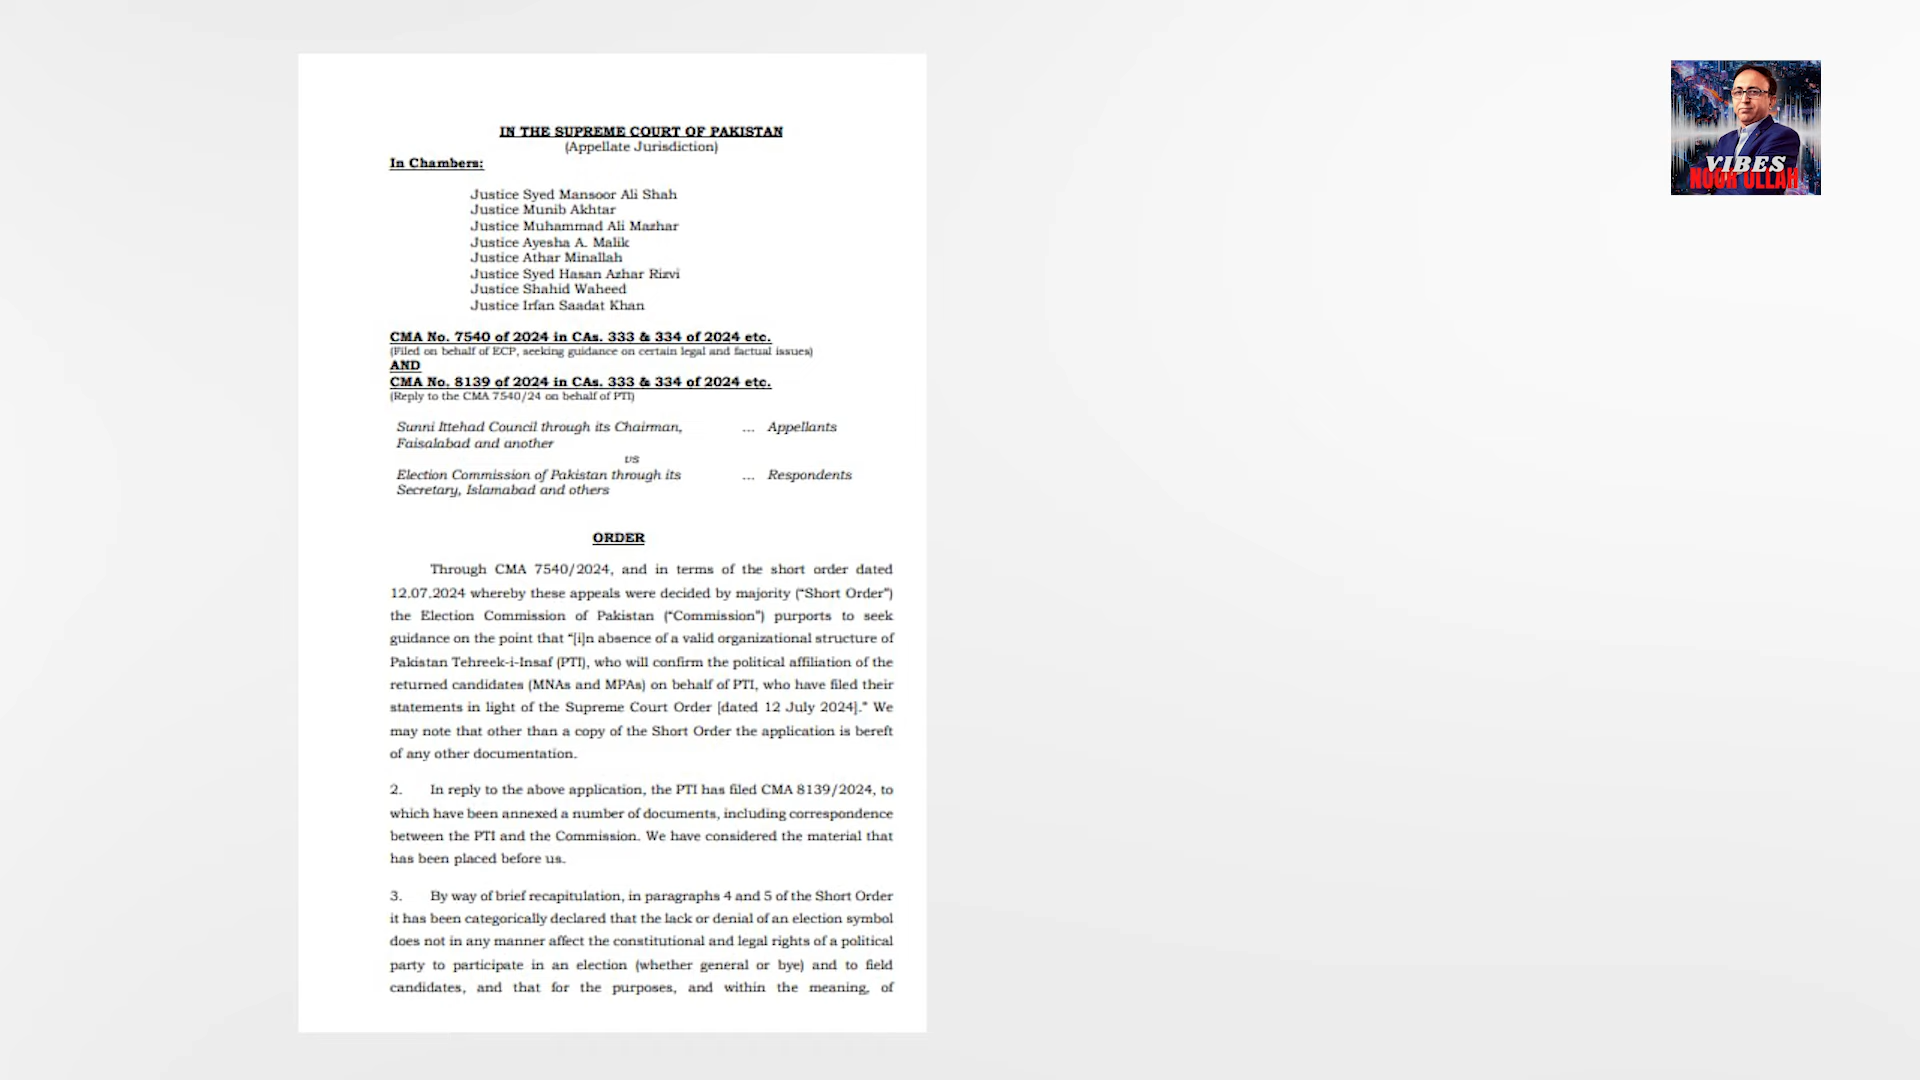 IN THE SUPREME COURT OF PAKISTAN
(Appellate Jurisdiction)
In Chambers:
Justice Syed Mansoor Ali Shah
Justice Munib Akhtar
Justice Muhammad Ali Mazhar
Justice Ayesha A. Malik
Justice Athar Minallah
Justice Syed Hasan Azhar Rizvi
Justice Shahid Waheed
Justice Irfan Saadat Khan
CMA No. 7540 of 2024 in CAs. 333 & 334 of 2024 etc.
(Filed on behalf of ECP, seeking guidance on certain legal and factual issues)
AND
CMA No. 8139 of 2024 in CAs. 333 & 334 of 2024 etc.
(Reply to the CMA 7540/24 on behalf of PTI)
Sunni Ittehad Council through its Chairman, ... Appellants
Faisalabad and another
vs
Election Commission of Pakistan through its ... Respondents
Secretary, Islamabad and others
ORDER
Through CMA 7540/2024, and in terms of the short order dated
12.07.2024 whereby these appeals were decided by majority (“Short Order”)
the Election Commission of Pakistan (“Commission”) purports to seek
guidance on the point that “[i]n absence of a valid organizational structure of
Pakistan Tehreek-i-Insaf (PTI), who will confirm the political affiliation of the
returned candidates (MNAs and MPAs) on behalf of PTI, who have filed their
statements in light of the Supreme Court Order [dated 12 July 2024].” We
may note that other than a copy of the Short Order the application is bereft
of any other documentation.
2. In reply to the above application, the PTI has filed CMA 8139/2024, to
which have been annexed a number of documents, including correspondence
between the PTI and the Commission. We have considered the material that
has been placed before us.
3. By way of brief recapitulation, in paragraphs 4 and 5 of the Short Order
it has been categorically declared that the lack or denial of an election symbol
does not in any manner affect the constitutional and legal rights of a political
party to participate in an election (whether general or bye) and to field
candidates, and that for the purposes, and within the meaning, of
VIBES
NOOR ULLAH